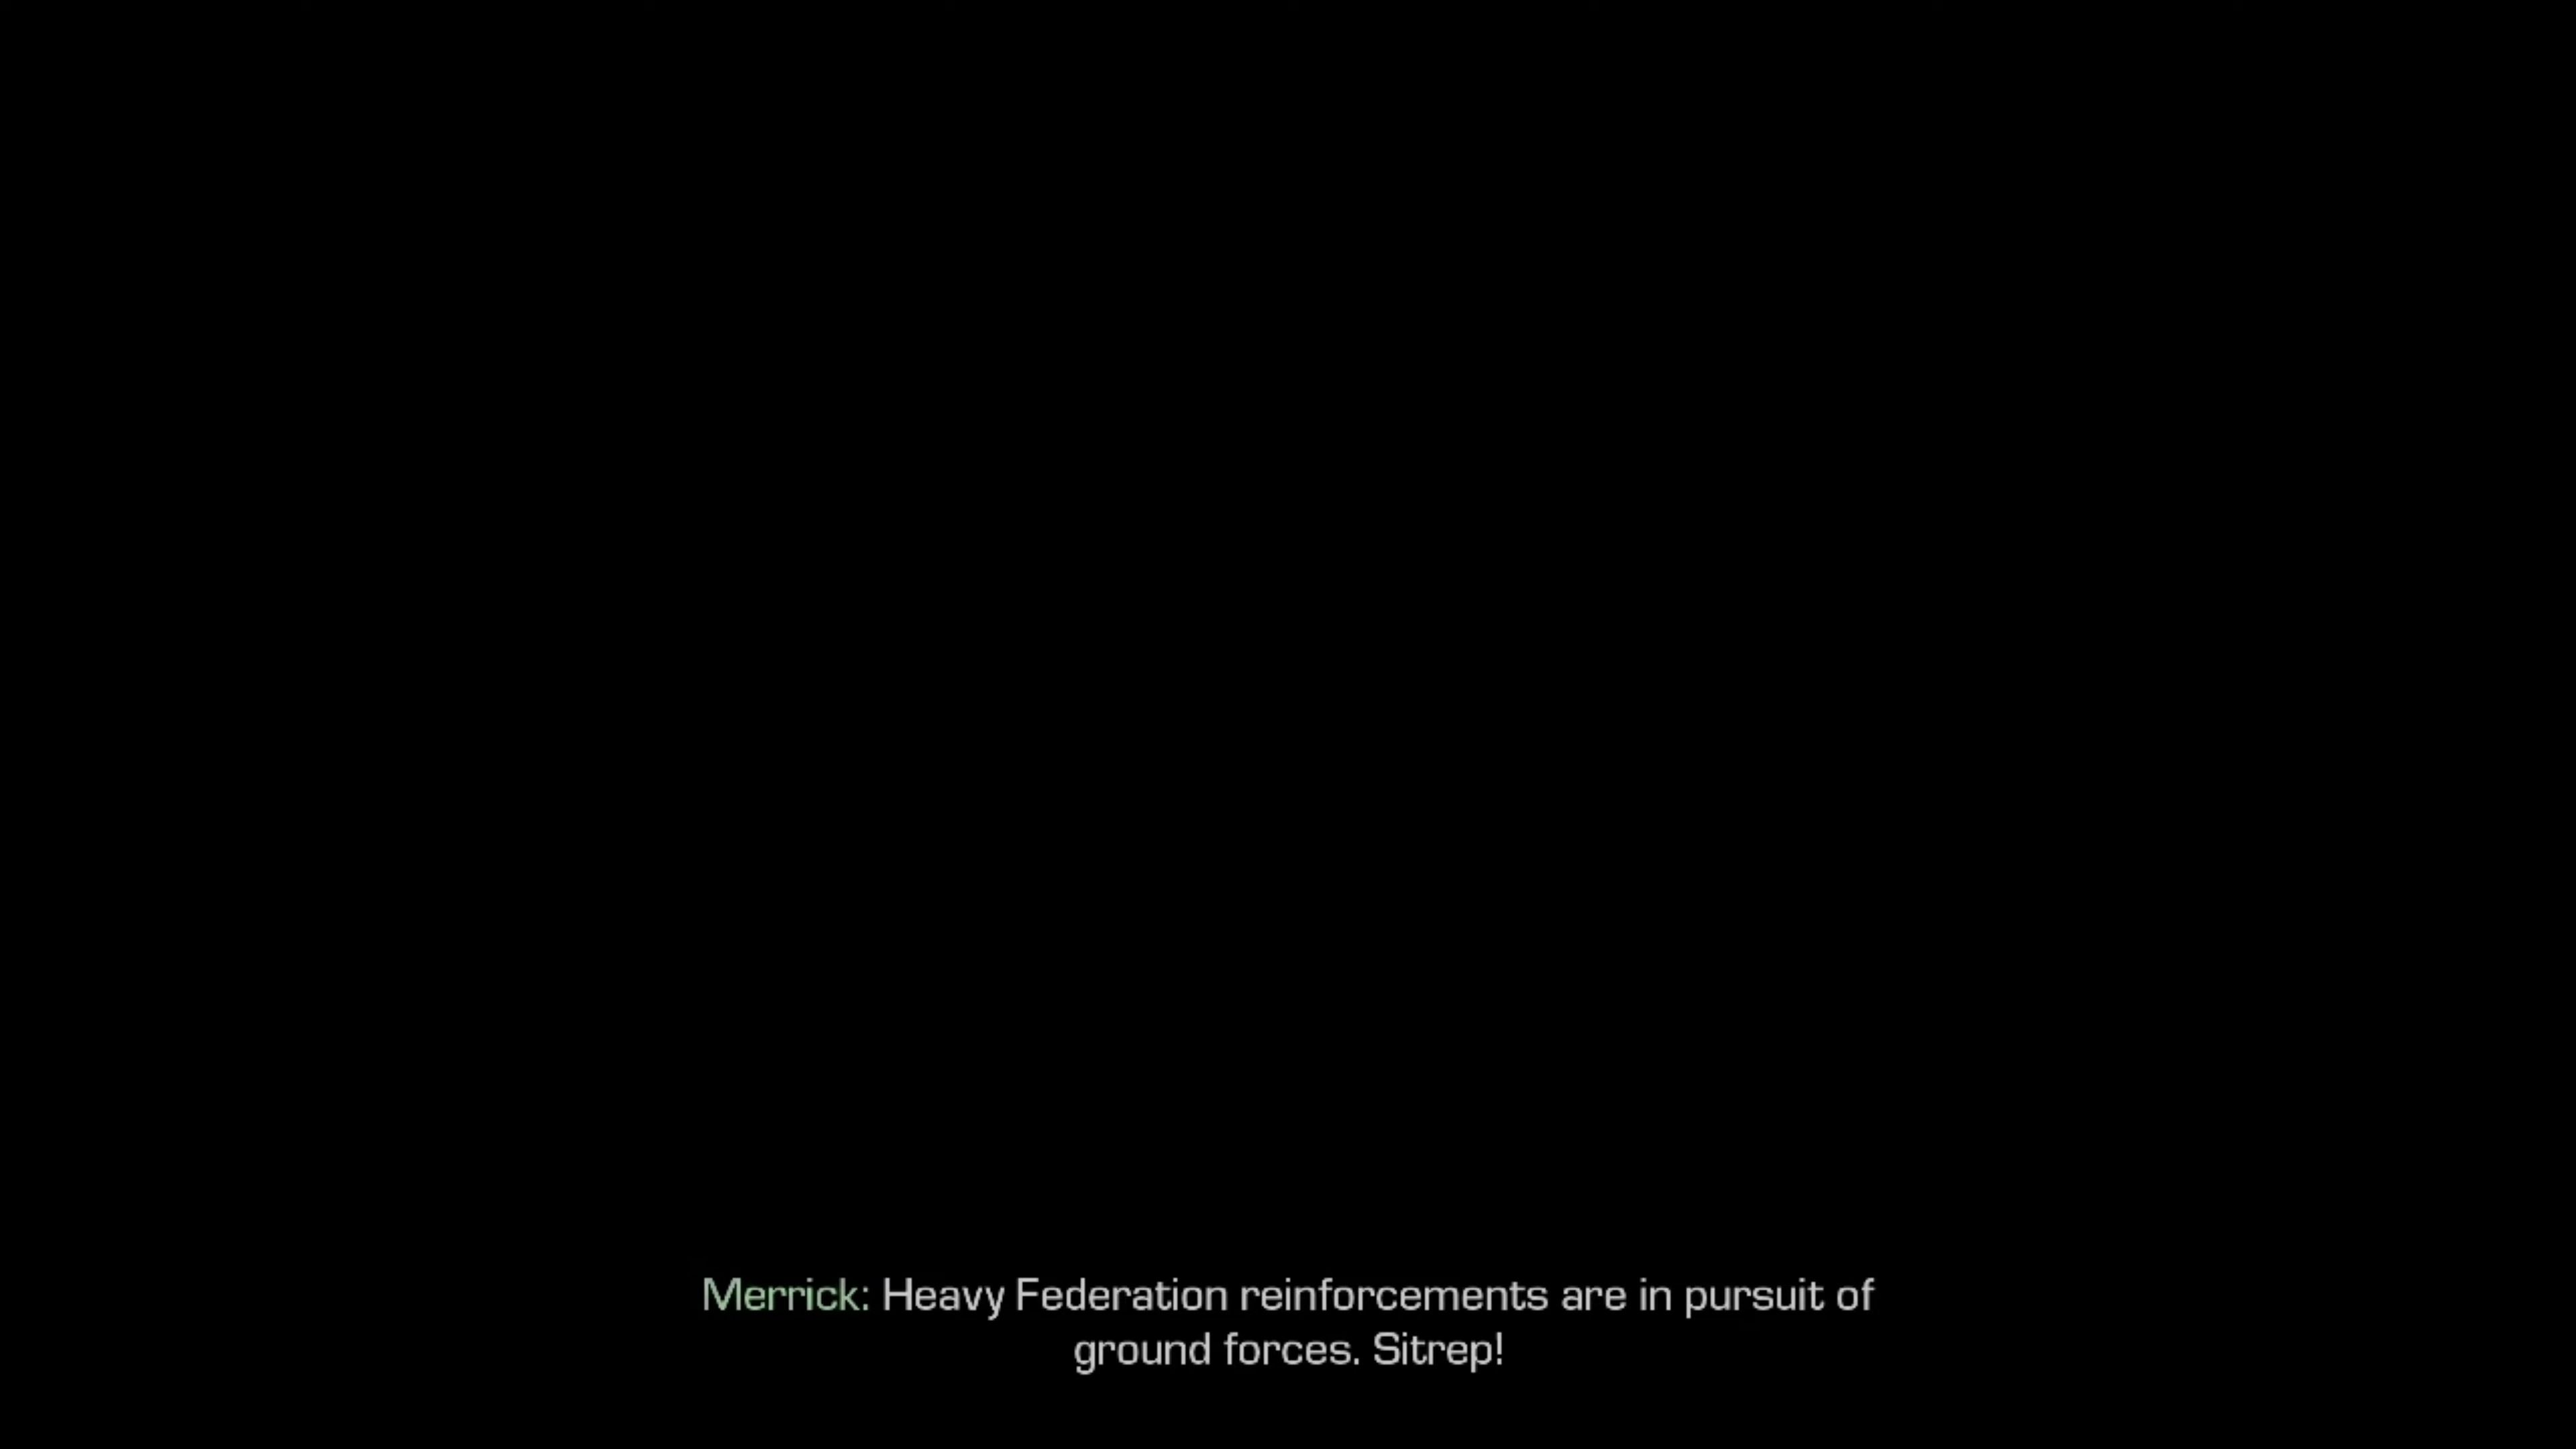 Merrick: Heavy Federation reinforcements are in pursuit of
ground forces. Sitrep!